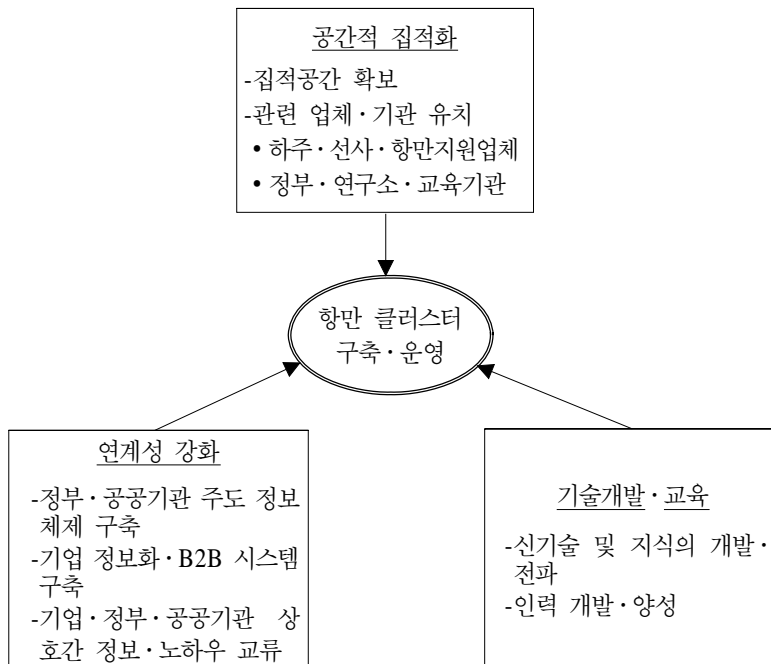 공간적 집적화
-집적공간 확보
-관련 업체·기관 유치
• 하주·선사·항만지원업체
• 정부·연구소·교육기관
항만 클러스터
구축·운영
연계성 강화
-정부·공공기관 주도 정보
체제 구축
-기업 정보화·B2B 시스템
구축
-기업·정부·공공기관 상
호간 정보·노하우 교류
기술개발·교육
-신기술 및 지식의 개발·
전파
-인력 개발·양성